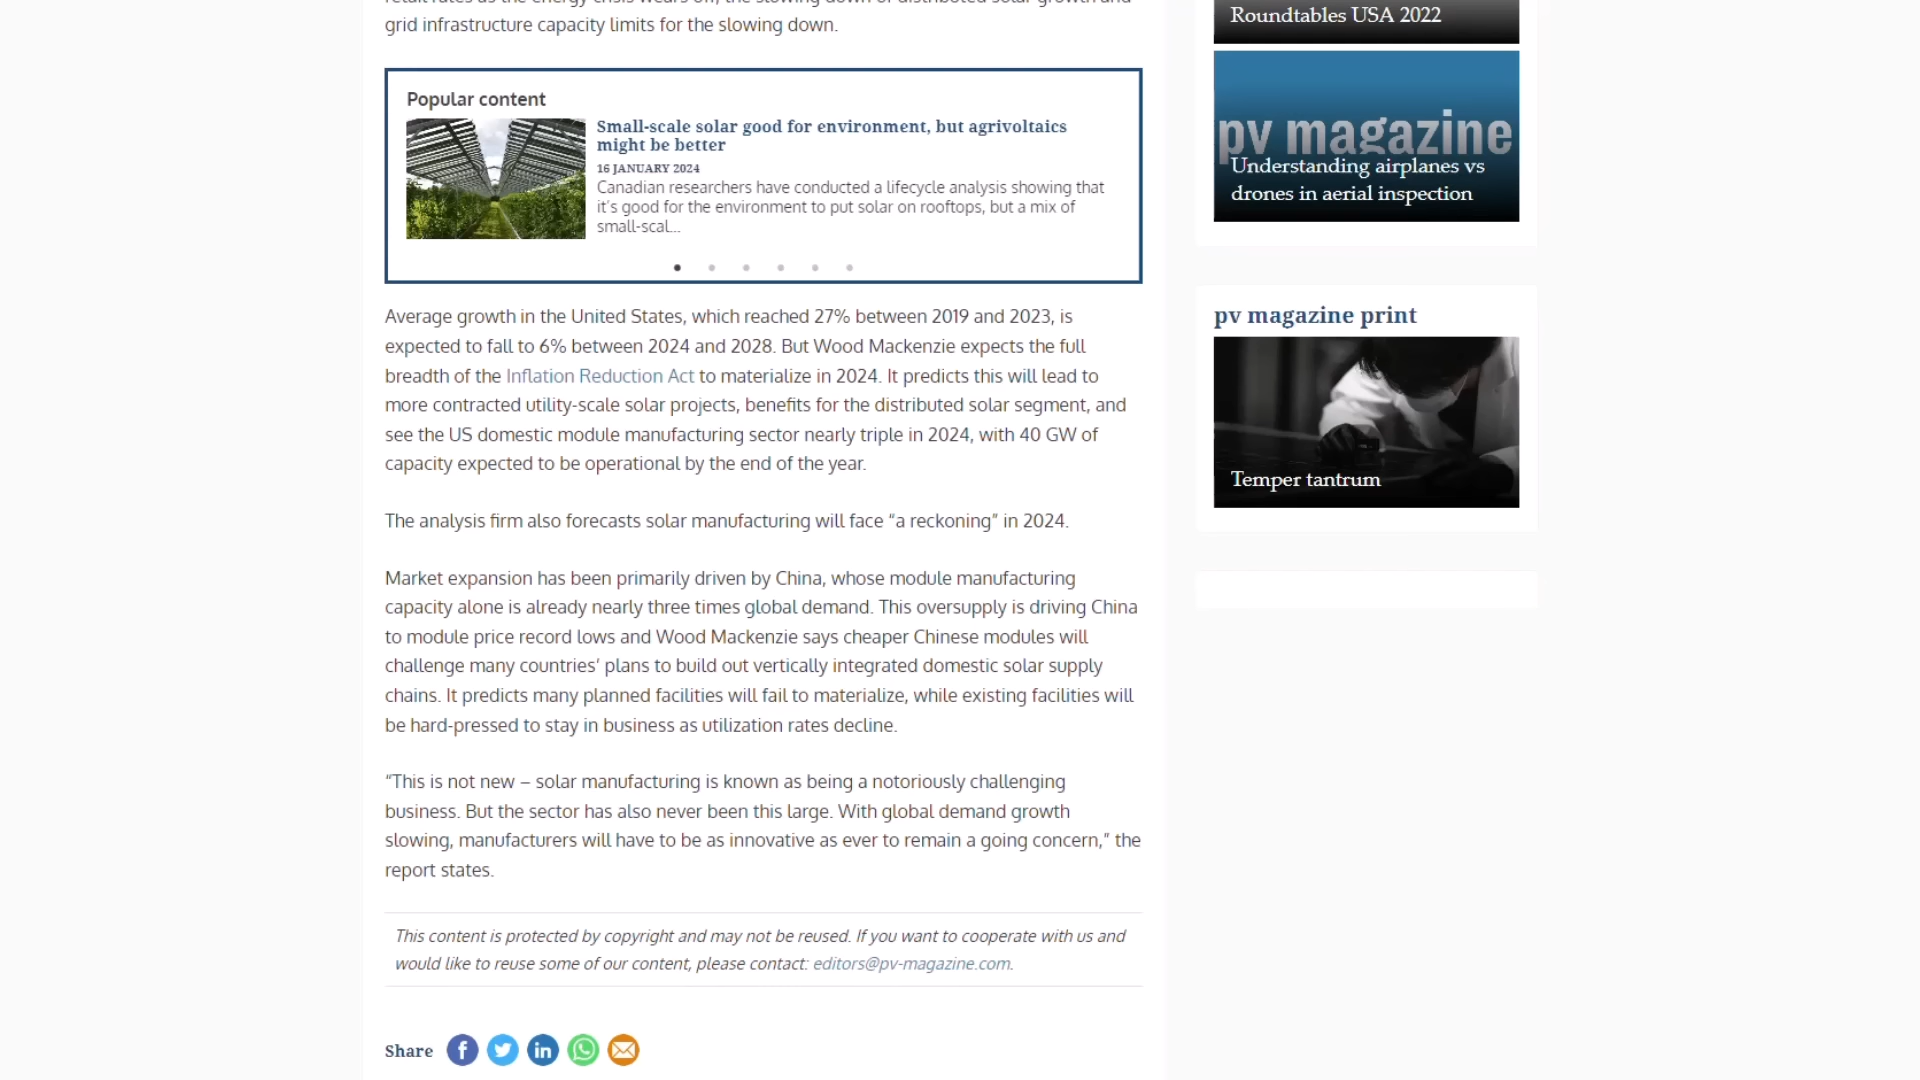 grid infrastructure capacity limits for the slowing down.
Popular content
Small-scale solar good for environment, but agrivoltaics
might be better
16 JANUARY 2024
Canadian researchers have conducted a lifecycle analysis showing that
it's good for the environment to put solar on rooftops, but a mix of
small-scal...
Average growth in the United States, which reached 27% between 2019 and 2023, is
expected to fall to 6% between 2024 and 2028. But Wood Mackenzie expects the full
breadth of the Inflation Reduction Act to materialize in 2024. It predicts this will lead to
more contracted utility-scale solar projects, benefits for the distributed solar segment, and
see the US domestic module manufacturing sector nearly triple in 2024, with 40 GW of
capacity expected to be operational by the end of the year.
The analysis firm also forecasts solar manufacturing will face “a reckoning” in 2024.
Market expansion has been primarily driven by China, whose module manufacturing
capacity alone is already nearly three times global demand. This oversupply is driving China
to module price record lows and Wood Mackenzie says cheaper Chinese modules will
challenge many countries’ plans to build out vertically integrated domestic solar supply
chains. It predicts many planned facilities will fail to materialize, while existing facilities will
be hard-pressed to stay in business as utilization rates decline.
“This is not new – solar manufacturing is known as being a notoriously challenging
business. But the sector has also never been this large. With global demand growth
slowing, manufacturers will have to be as innovative as ever to remain a going concern,” the
report states.
This content is protected by copyright and may not be reused. If you want to cooperate with us and
would like to reuse some of our content, please contact: editors@pv-magazine.com.
Share
Roundtables USA 2022
pv magazine
Understanding airplanes vs
drones in aerial inspection
pv magazine print
Temper tantrum